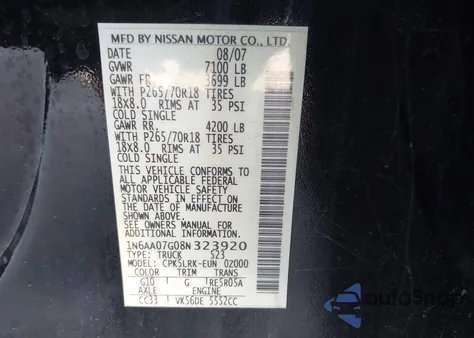 MFD BY NISSAN MOTOR CO., LTD.
DATE 08/07
GVWR 7100 LB
GAWR FR. 3699 LB
WITH P265/70R18 TIRES
18X8.0 RIMS AT 35 PSI
COLD SINGLE
GAWR RR. 4200 LB
WITH P265/70R18 TIRES
18X8.0 RIMS AT 35 PSI
COLD SINGLE
THIS VEHICLE CONFORMS TO
ALL APPLICABLE FEDERAL
MOTOR VEHICLE SAFETY
STANDARDS IN EFFECT ON
THE DATE OF MANUFACTURE
SHOWN ABOVE.
SEE OWNERS MANUAL FOR
ADDITIONAL INFORMATION.
1N6AA07G08N323920
TYPE: TRUCK S23
MODEL: CPK5LRK-EUN 02000
COLOR TRIM TRANS
G10 G RE5R05A
AXLE ENGINE
CC33 VK56DE 5552CC
autoSnap